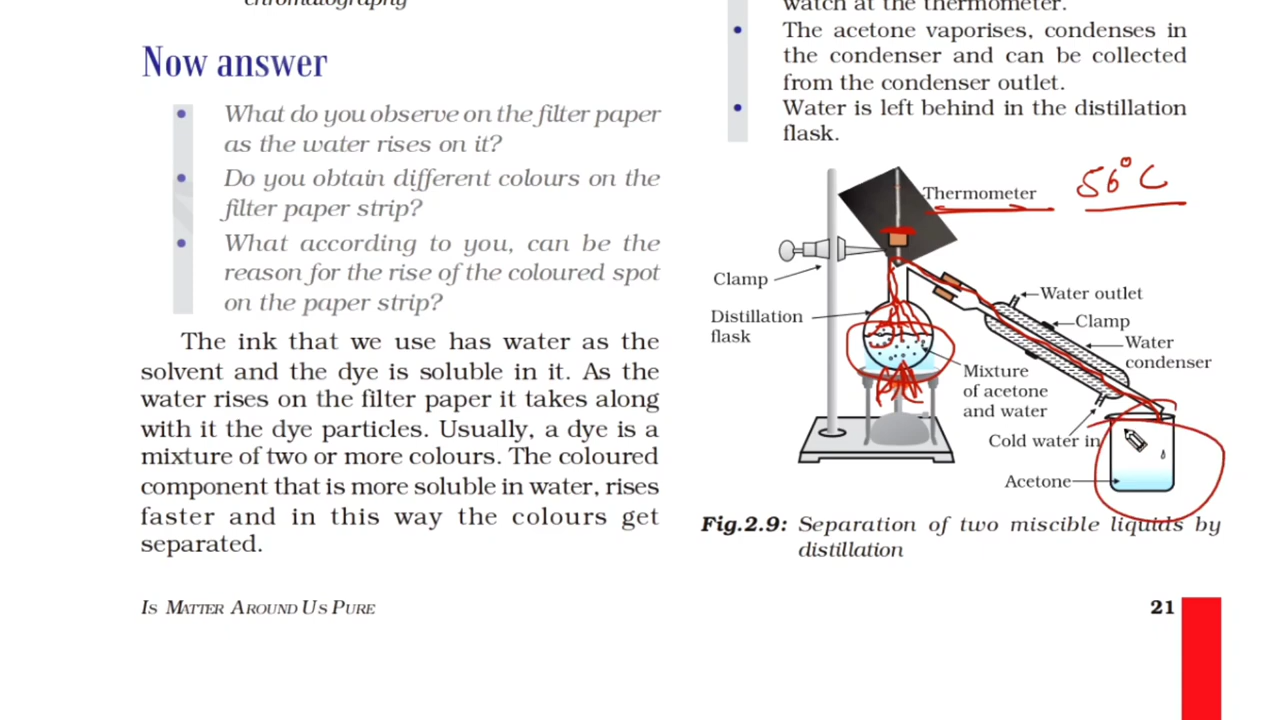 chromatography
Now answer
• What do you observe on the filter paper
as the water rises on it?
• Do you obtain different colours on the
filter paper strip?
• What according to you, can be the
reason for the rise of the coloured spot
on the paper strip?
The ink that we use has water as the
solvent and the dye is soluble in it. As the
water rises on the filter paper it takes along
with it the dye particles. Usually, a dye is a
mixture of two or more colours. The coloured
component that is more soluble in water, rises
faster and in this way the colours get
separated.
watch at the thermometer.
• The acetone vaporises, condenses in
the condenser and can be collected
from the condenser outlet.
• Water is left behind in the distillation
flask.
Thermometer
56°C
Clamp
Distillation
flask
Water outlet
Clamp
Water
condenser
Mixture
of acetone
and water
Cold water in
Acetone
Fig.2.9: Separation of two miscible liquids by
distillation
IS MATTER AROUND US PURE
21